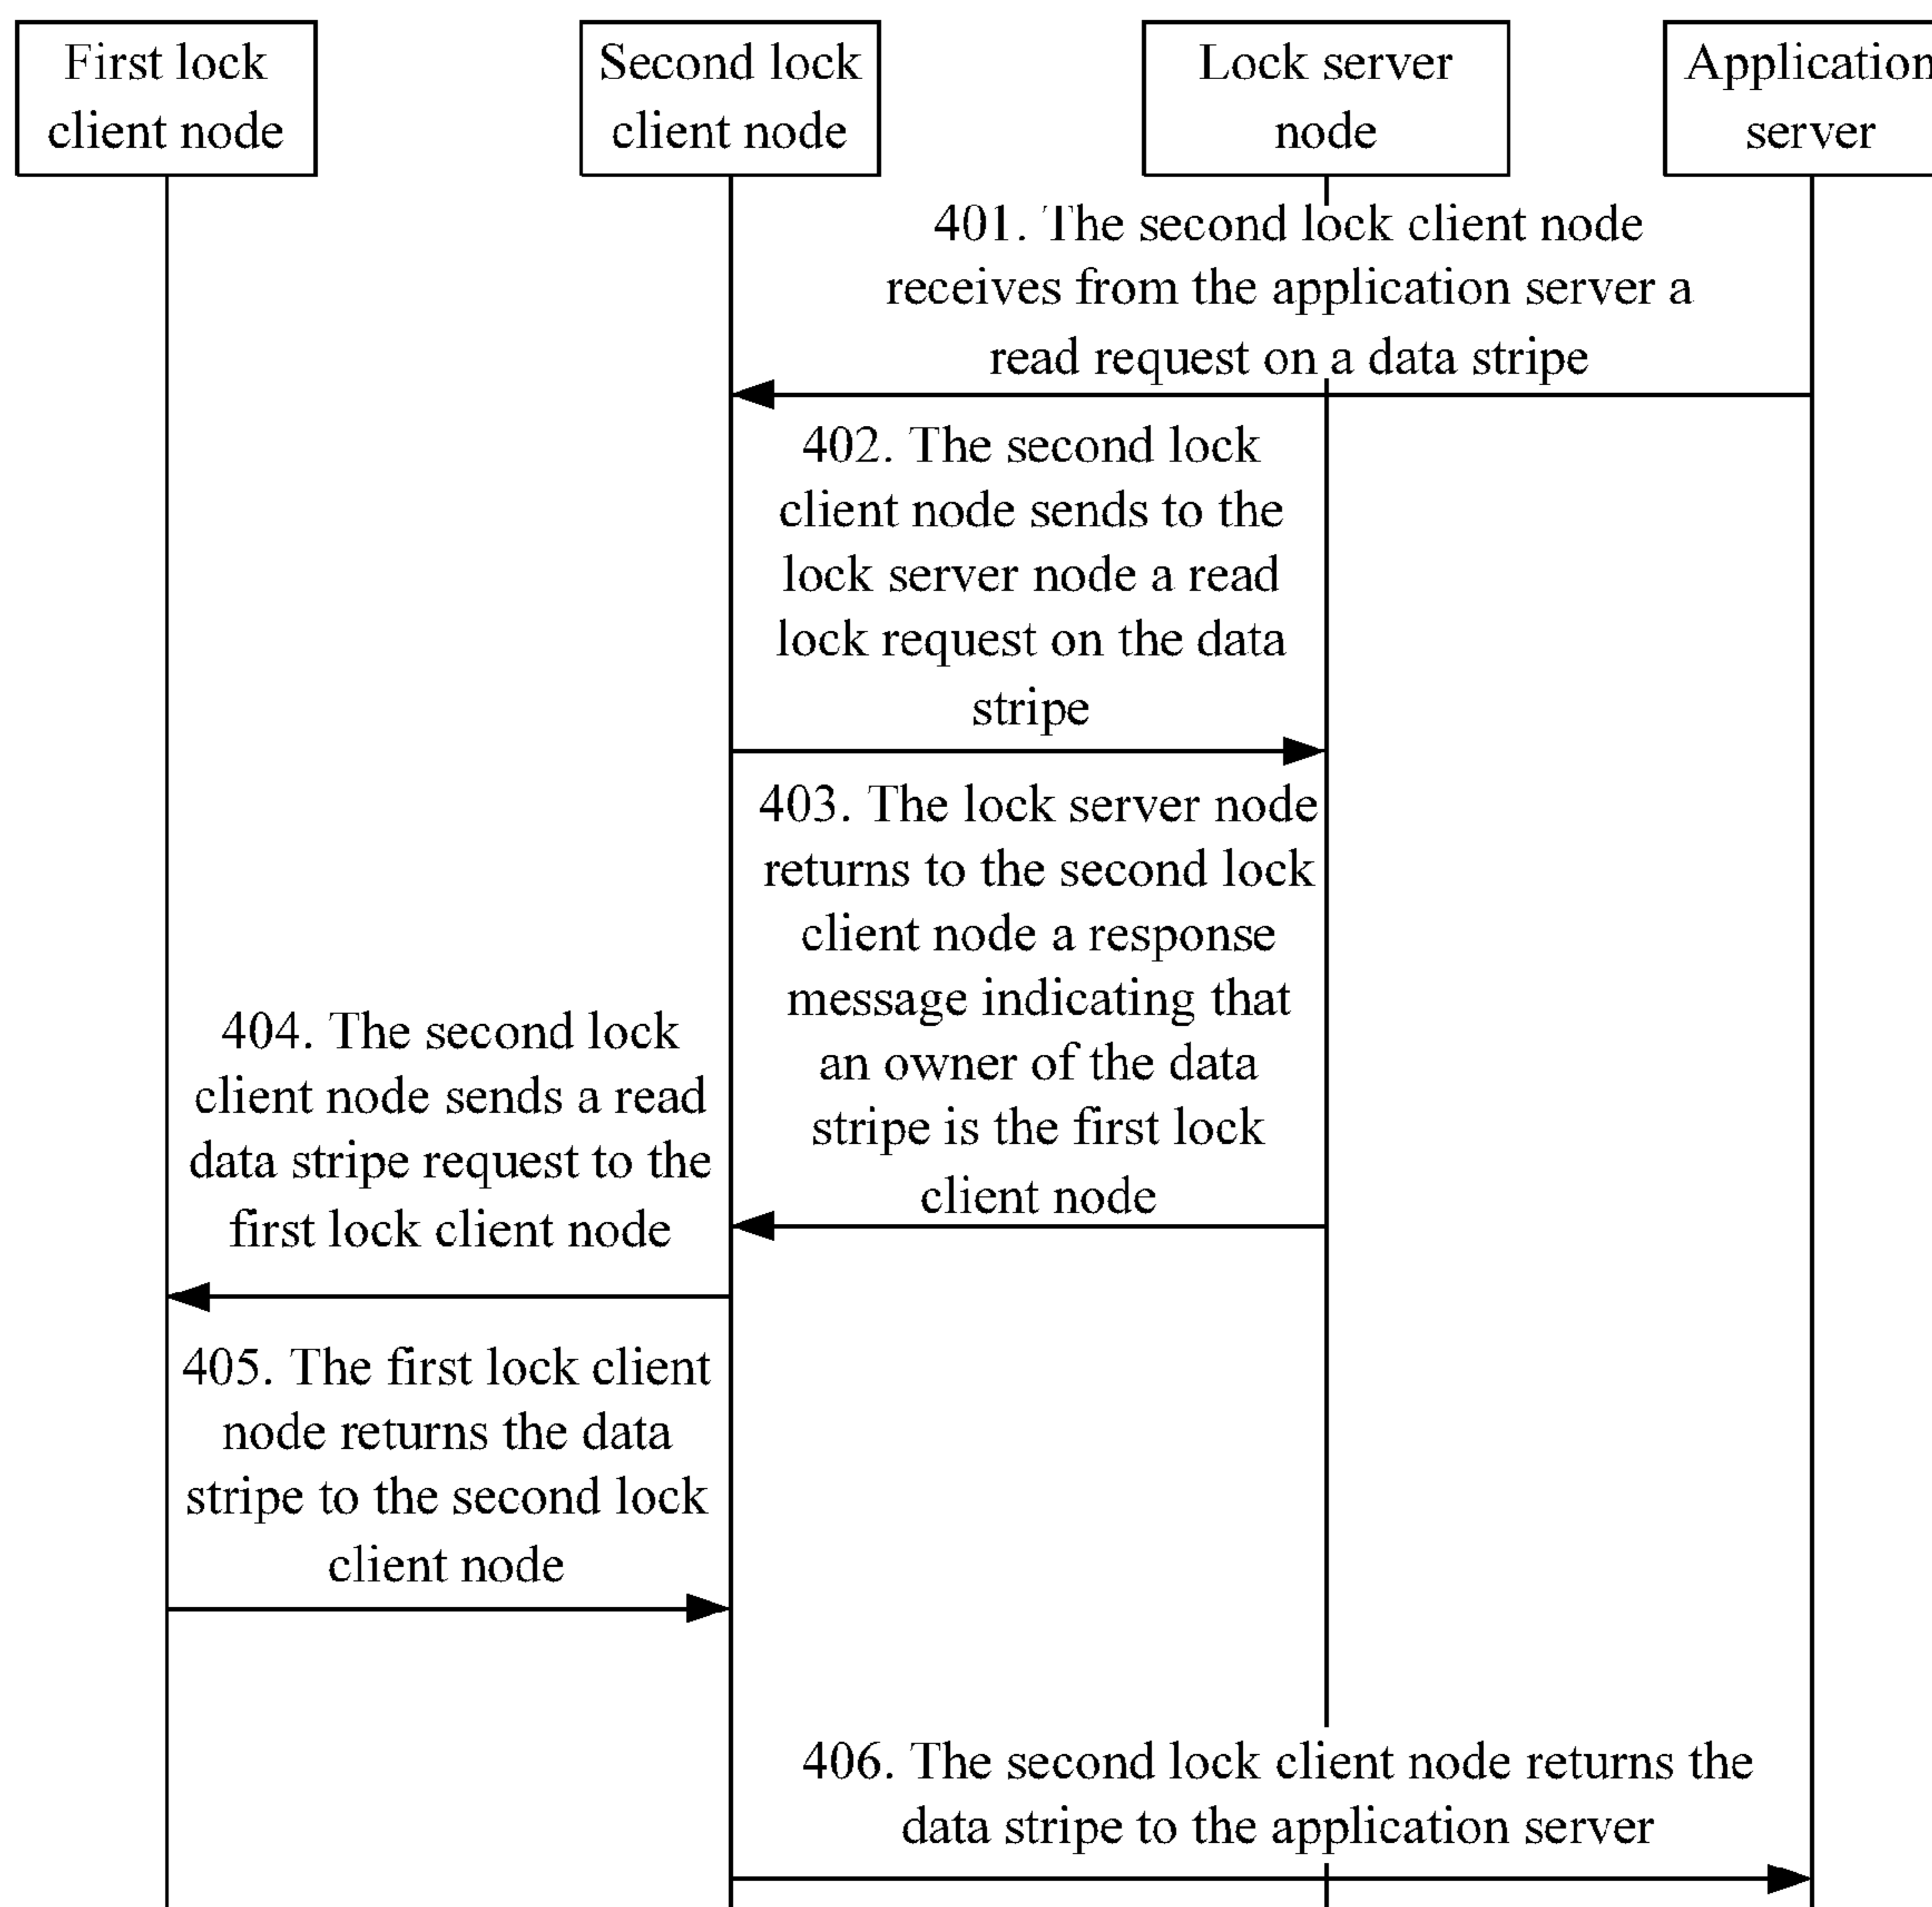 First lock
client node
Second lock
client node
Lock server
node
Application
server
401. The second lock client node
receives from the application server a
read request on a data stripe
402. The second lock
client node sends to the
lock server node a read
lock request on the data
stripe
403. The lock server node
returns to the second lock
client node a response
message indicating that
an owner of the data
stripe is the first lock
client node
404. The second lock
client node sends a read
data stripe request to the
first lock client node
405. The first lock client
node returns the data
stripe to the second lock
client node
406. The second lock client node returns the
data stripe to the application server